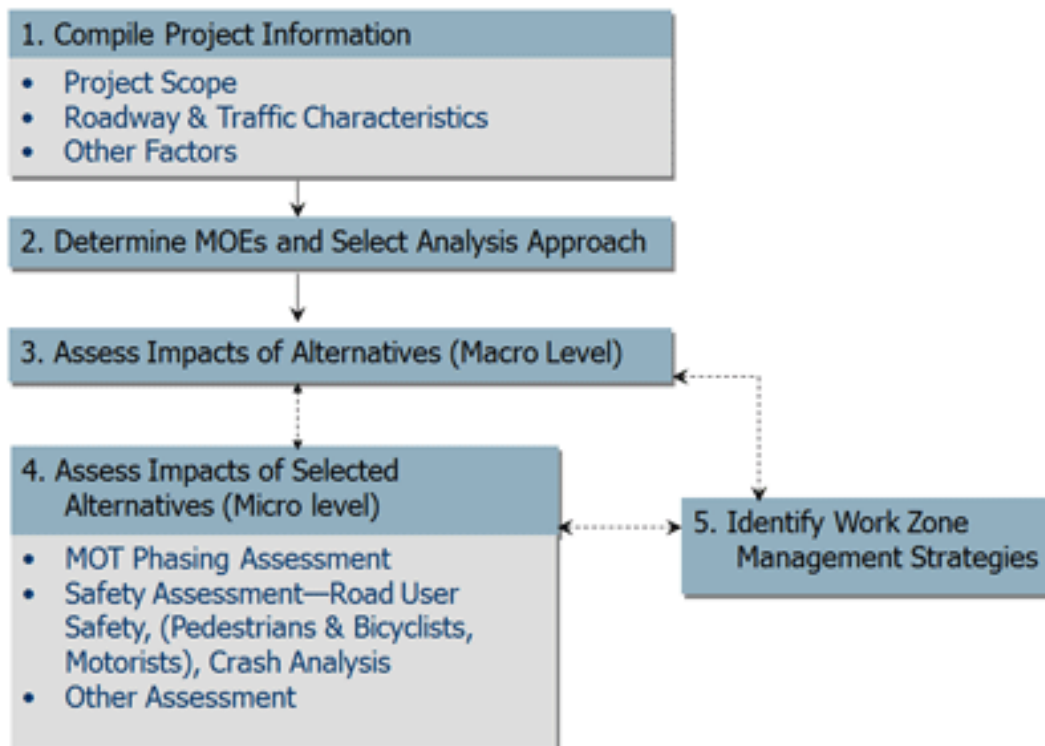 1. Compile Project Information
• Project Scope
• Roadway & Traffic Characteristics
• Other Factors
2. Determine MOEs and Select Analysis Approach
3. Assess Impacts of Alternatives (Macro Level)
4. Assess Impacts of Selected
Alternatives (Micro level)
• MOT Phasing Assessment
• Safety Assessment—Road User
Safety, (Pedestrians & Bicyclists,
Motorists), Crash Analysis
• Other Assessment
5. Identify Work Zone
Management Strategies